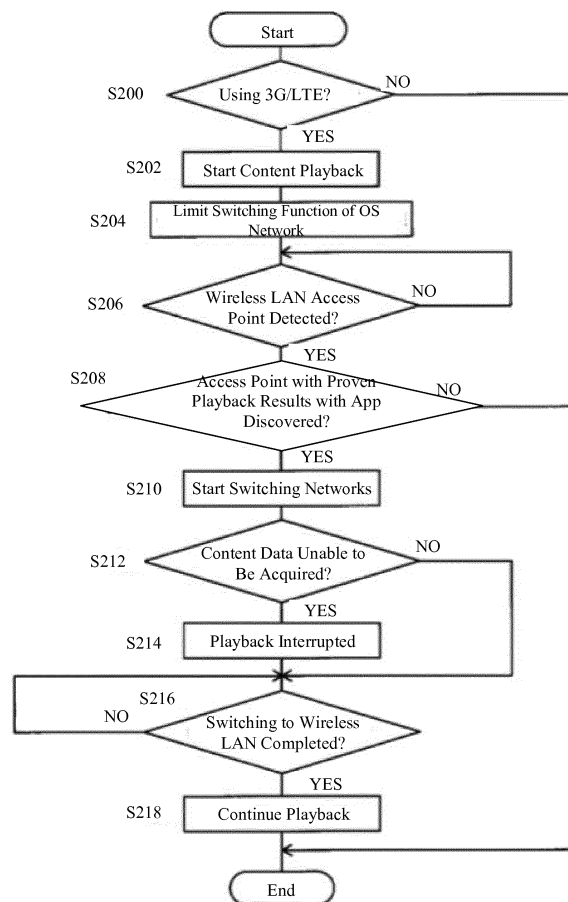 Start
S200
Using 3G/LTE?
NO
YES
S202
Start Content Playback
S204
Limit Switching Function of OS
Network
S206
Wireless LAN Access
Point Detected?
NO
YES
S208
Access Point with Proven
Playback Results with App
Discovered?
NO
YES
S210
Start Switching Networks
S212
Content Data Unable to
Be Acquired?
NO
YES
S214
Playback Interrupted
S216
NO
Switching to Wireless
LAN Completed?
YES
S218
Continue Playback
End